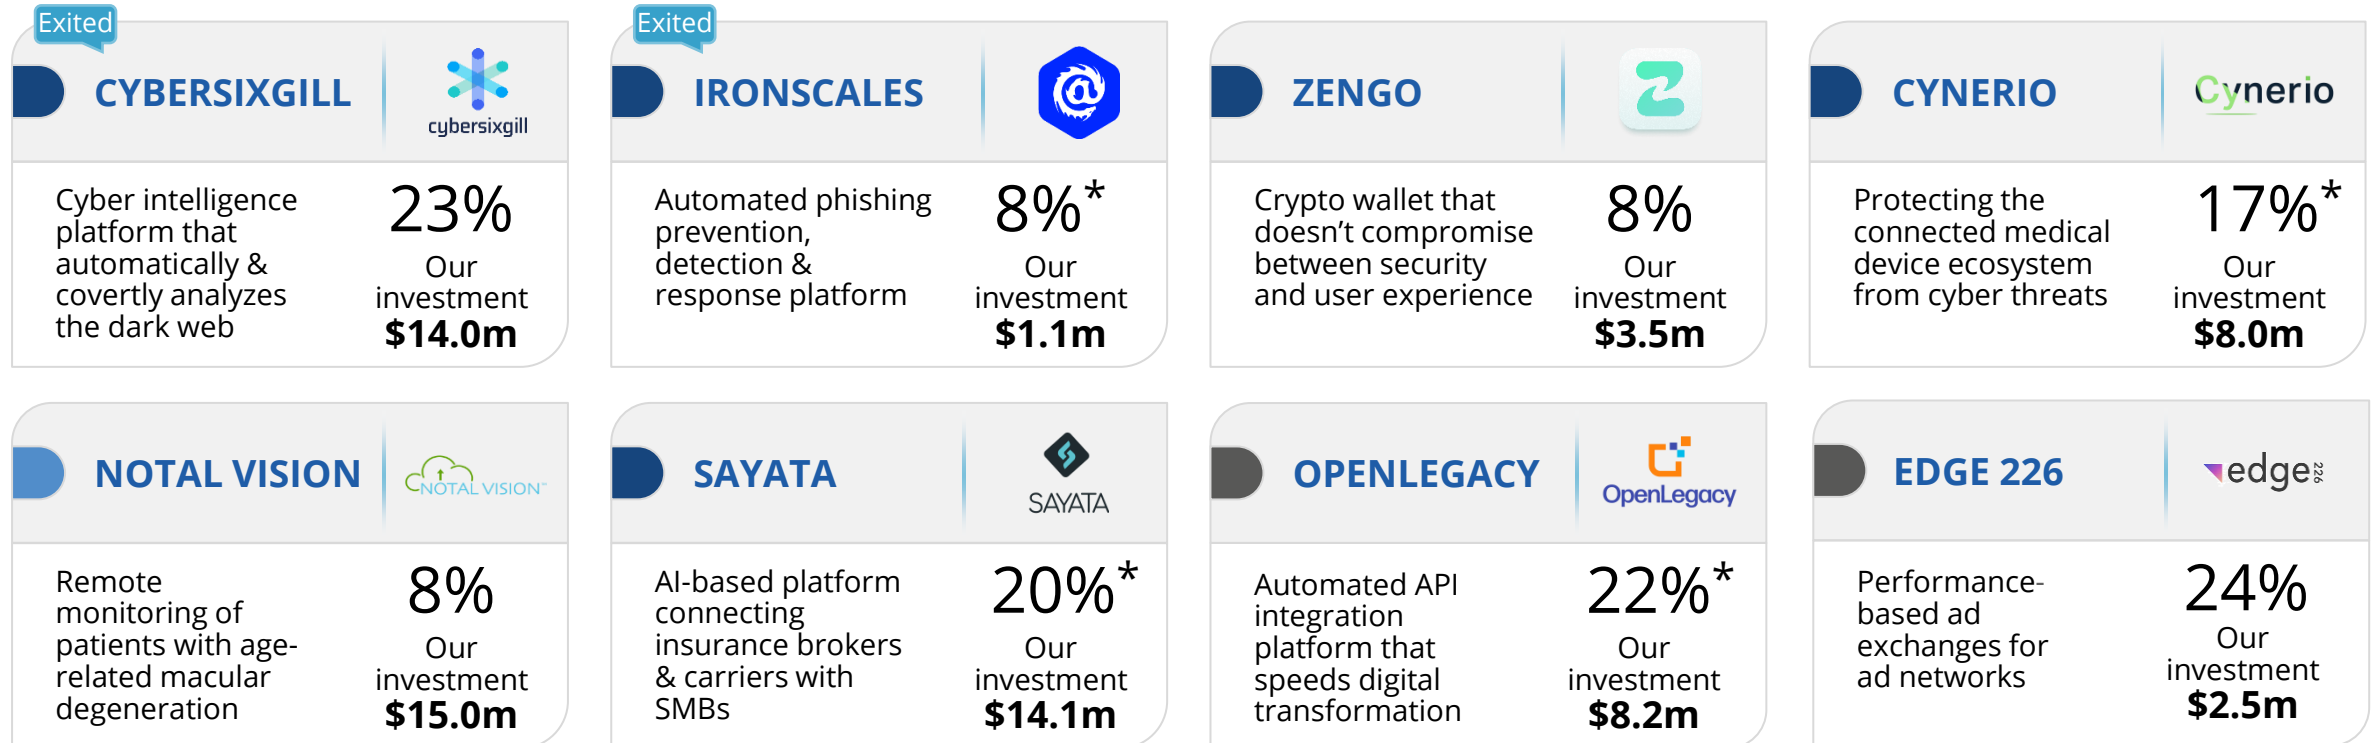 Exited
CYBERSIXGILL
cybersixgill
Cyber intelligence
platform that
automatically &
covertly analyzes
the dark web
23%
Our
investment
$14.0m
Exited
IRONSCALES
Automated phishing
prevention,
detection &
response platform
8%*
Our
investment
$1.1m
ZENGO
Crypto wallet that
doesn’t compromise
between security
and user experience
8%
Our
investment
$3.5m
CYNERIO
Cynerio
Protecting the
connected medical
device ecosystem
from cyber threats
17%*
Our
investment
$8.0m
NOTAL VISION
NOTAL VISION™
Remote
monitoring of
patients with age-
related macular
degeneration
8%
Our
investment
$15.0m
SAYATA
SAYATA
AI-based platform
connecting
insurance brokers
& carriers with
SMBs
20%*
Our
investment
$14.1m
OPENLEGACY
OpenLegacy
Automated API
integration
platform that
speeds digital
transformation
22%*
Our
investment
$8.2m
EDGE 226
edge 226
Performance-
based ad
exchanges for
ad networks
24%
Our
investment
$2.5m